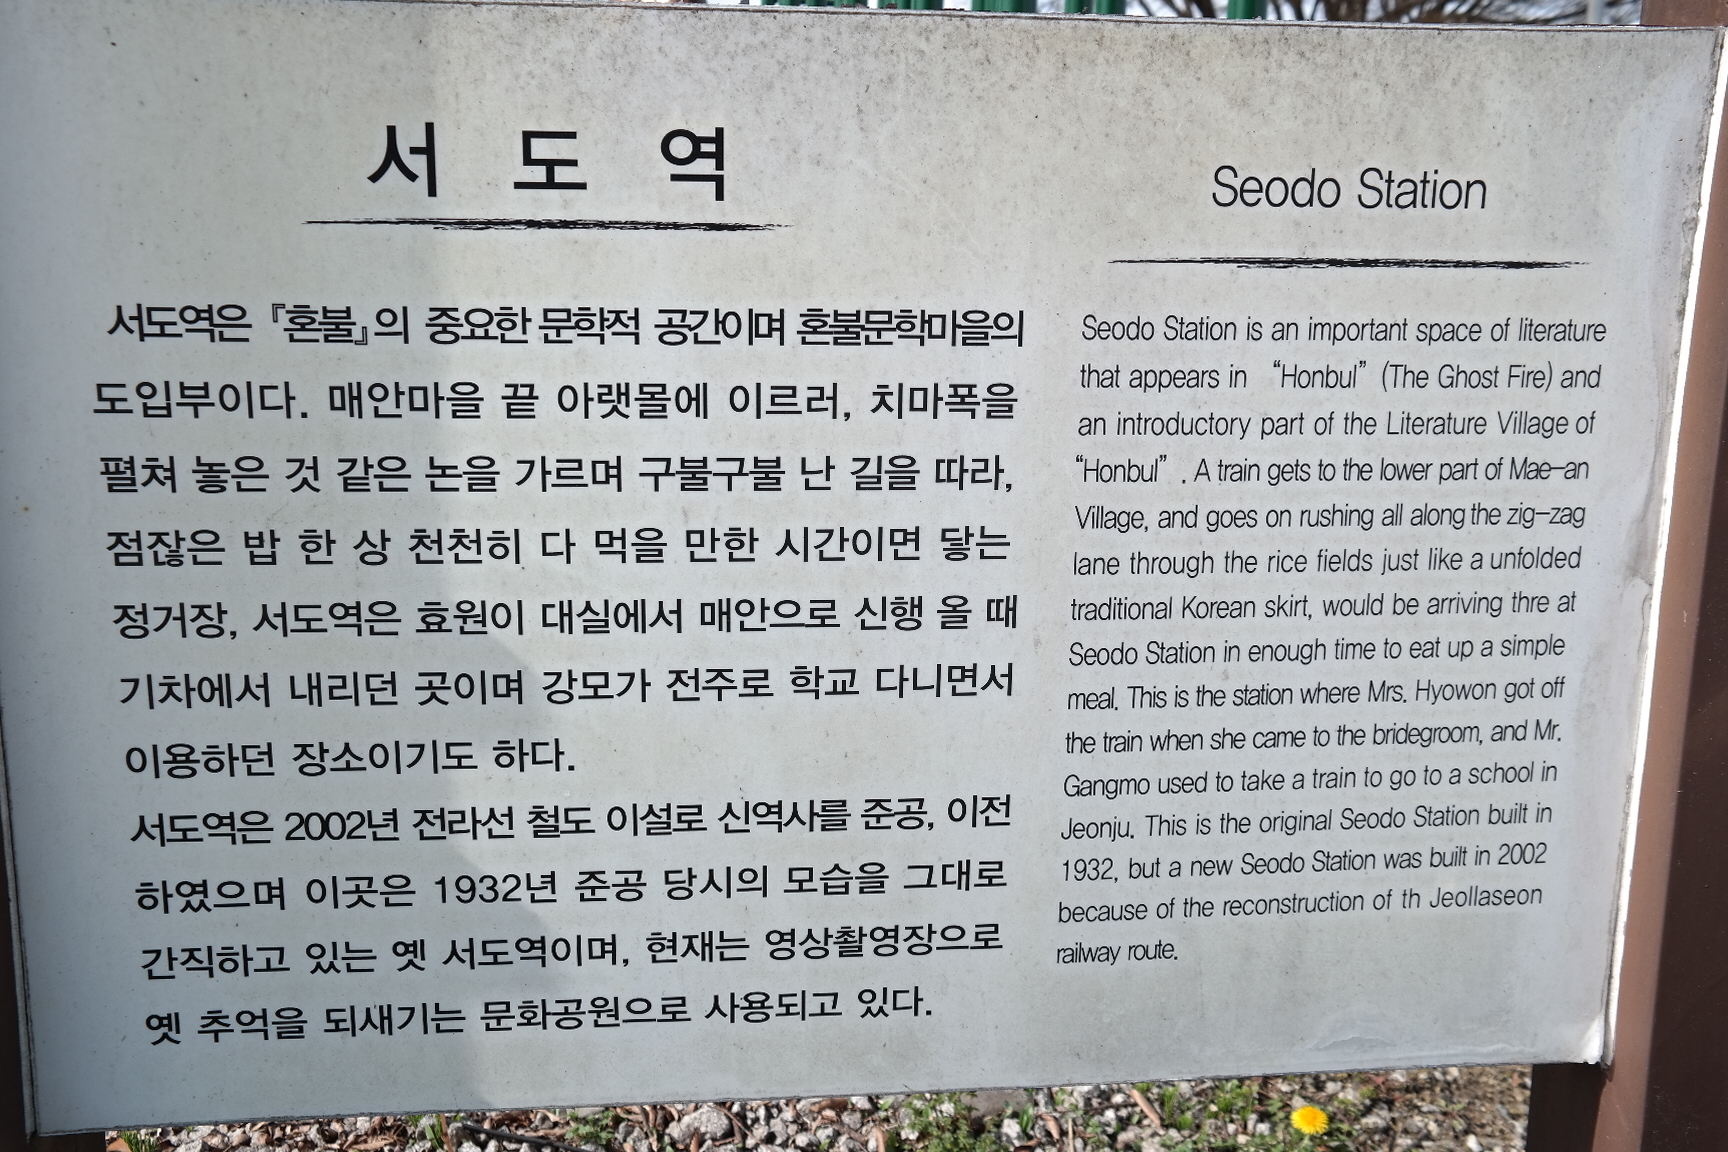 서도역
서도역은 『혼불』의 중요한 문학적 공간이며 혼불문학마을의
도입부이다. 매안마을 끝 아랫몰에 이르러, 치마폭을
펼쳐 놓은 것 같은 논을 가르며 구불구불 난 길을 따라,
점잖은 밥 한 상 천천히 다 먹을 만한 시간이면 닿는
정거장, 서도역은 효원이 대실에서 매안으로 신행 올 때
기차에서 내리던 곳이며 강모가 전주로 학교 다니면서
이용하던 장소이기도 하다.
서도역은 2002년 전라선 철도 이설로 신역사를 준공, 이전
하였으며 이곳은 1932년 준공 당시의 모습을 그대로
간직하고 있는 옛 서도역이며, 현재는 영상촬영장으로
옛 추억을 되새기는 문화공원으로 사용되고 있다.
Seodo Station
Seodo Station is an important space of literature
that appears in “Honbul” (The Ghost Fire) and
an introductory part of the Literature Village of
“Honbul” . A train gets to the lower part of Mae-an
Village, and goes on rushing all along the zig-zag
lane through the rice fields just like a unfolded
traditional Korean skirt, would be arriving thre at
Seodo Station in enough time to eat up a simple
meal. This is the station where Mrs. Hyowon got off
the train when she came to the bridegroom, and Mr.
Gangmo used to take a train to go to a school in
Jeonju. This is the original Seodo Station built in
1932, but a new Seodo Station was built in 2002
because of the reconstruction of th Jeollaseon
railway route.